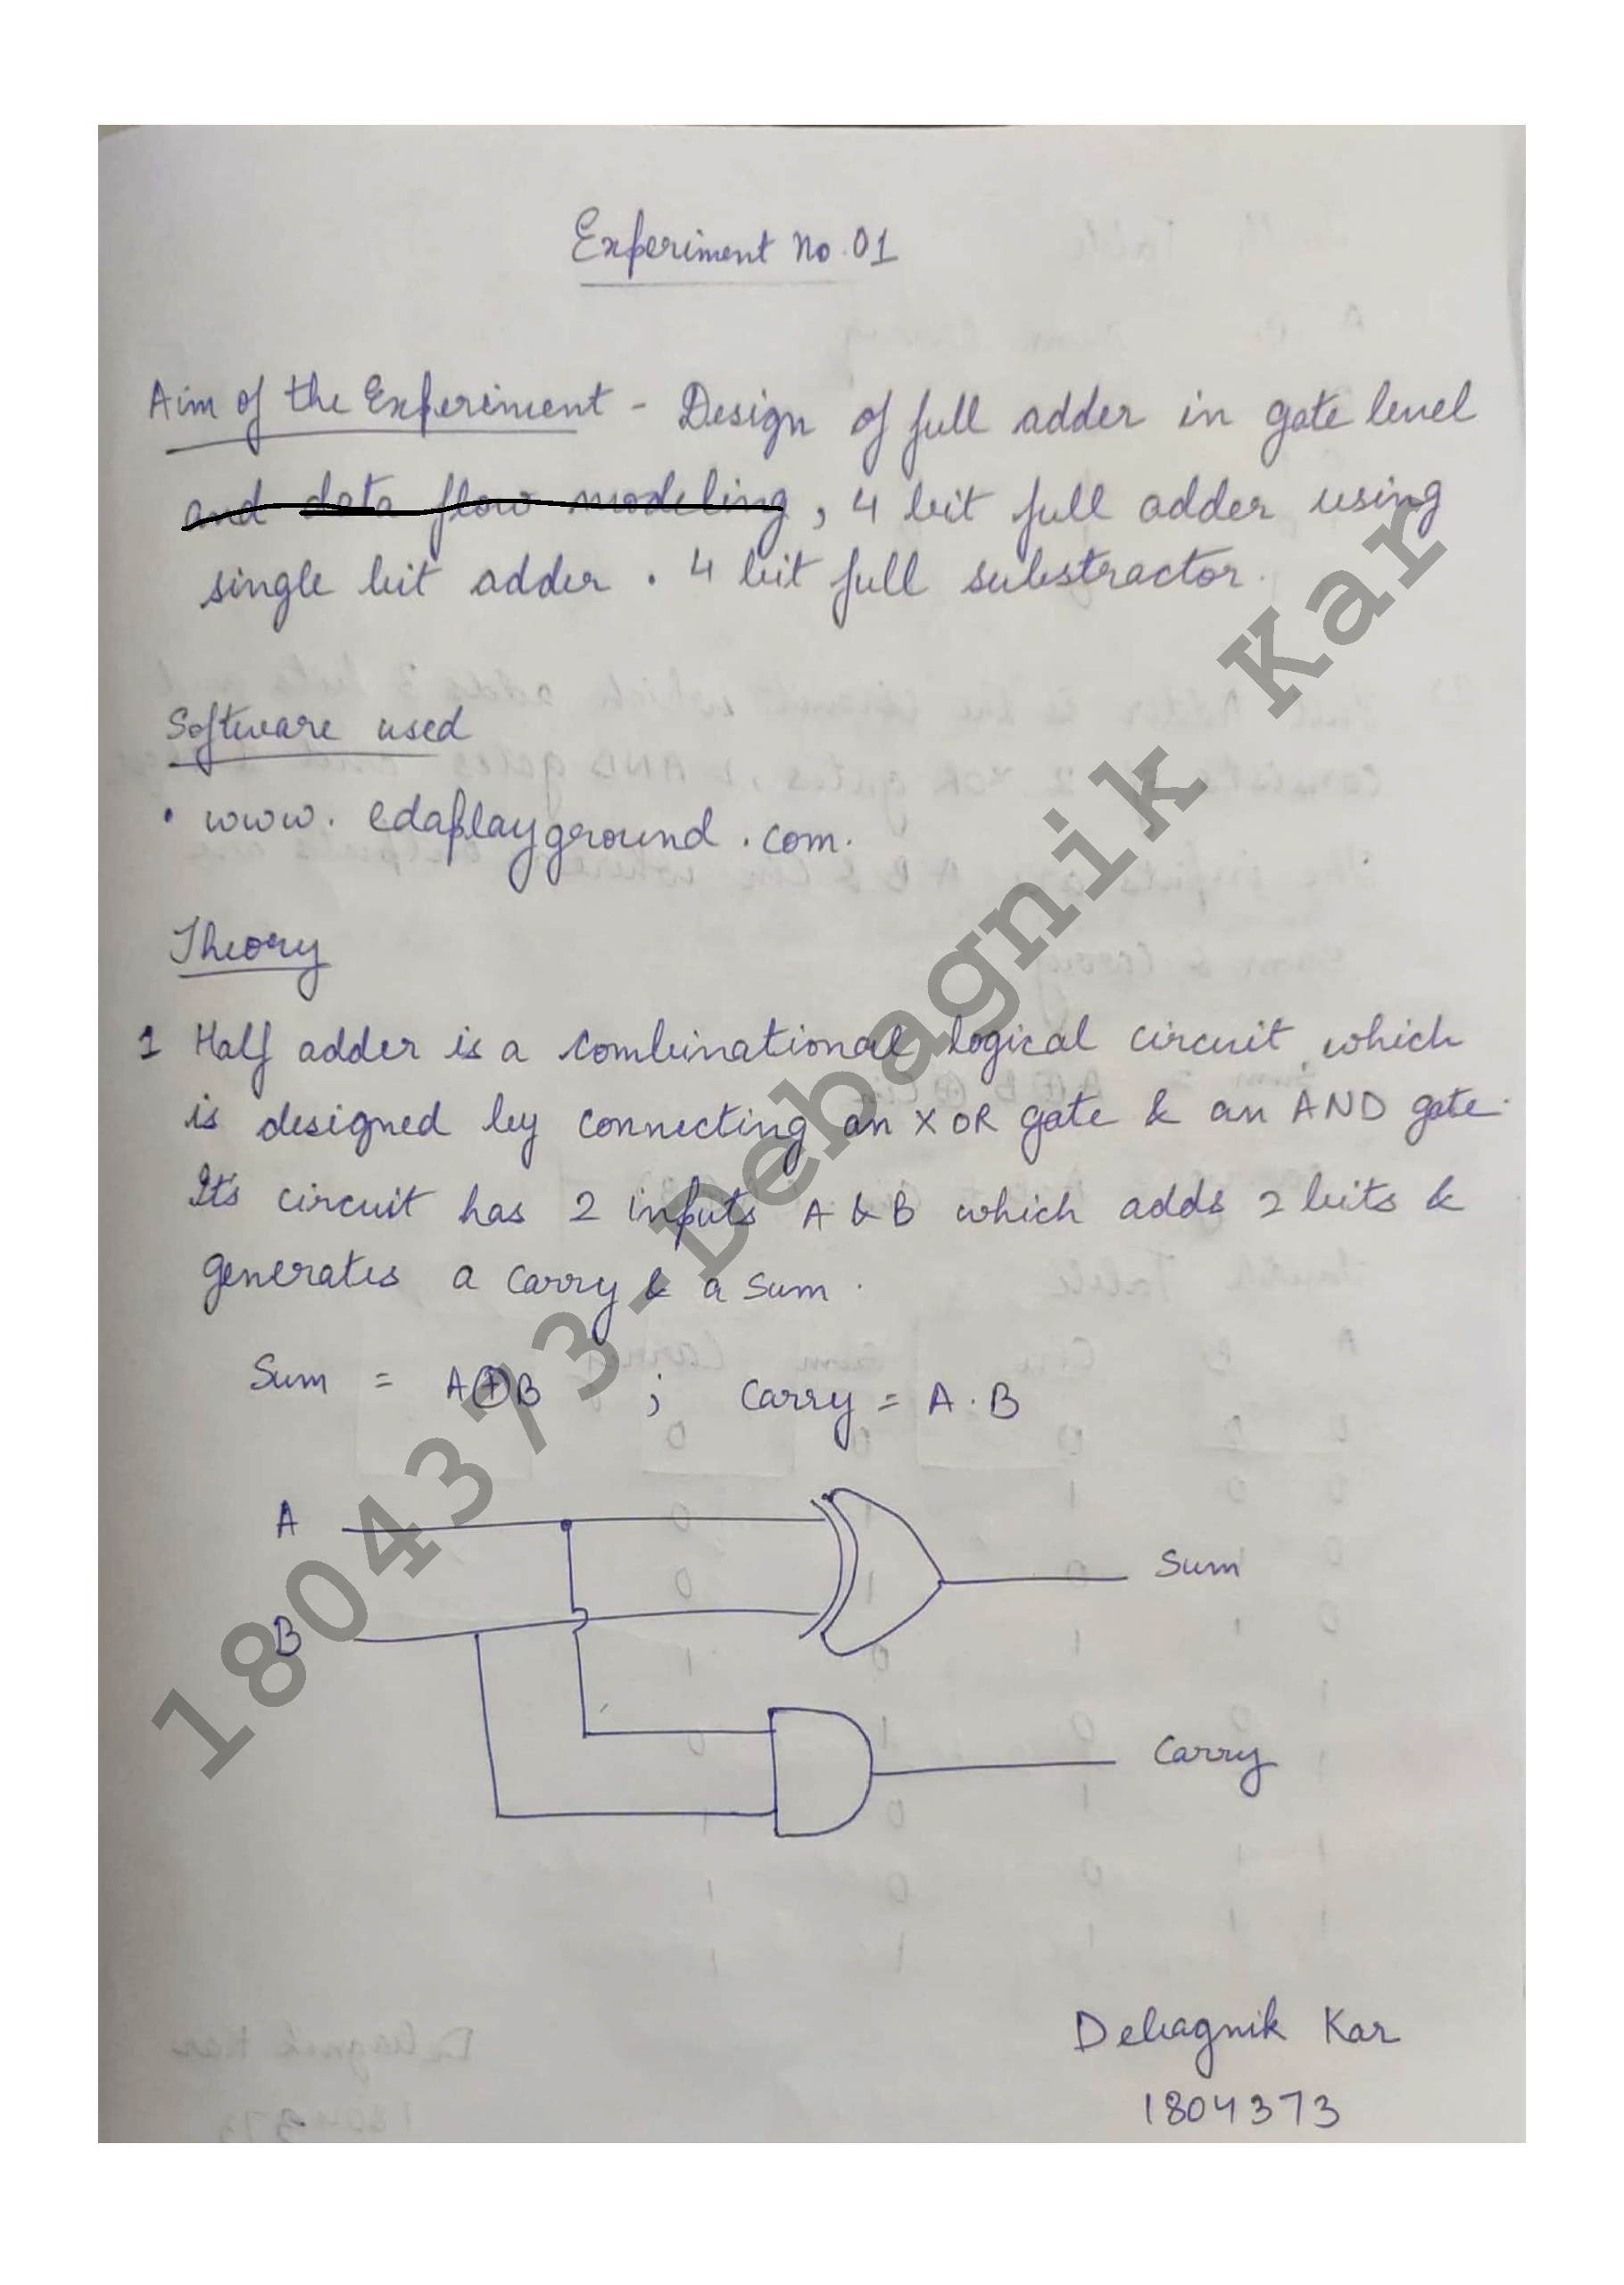 Experiment No. 01
Aim of the Experiment - Design of full adder in gate level
and data flow modeling, 4 bit full adder using
single bit adder. 4 bit full substractor.
Software used
• www.edaplayground.com.
Theory
1 Half adder is a combinational logical circuit which
is designed by connecting an XOR gate & an AND gate.
It's circuit has 2 inputs A & B which adds 2 bits &
generates a carry & a sum.
Sum = A⊕B ; Carry = A·B
A
Sum
B
Carry
Debagnik Kar
1804373
1804373-Debagnik Kar